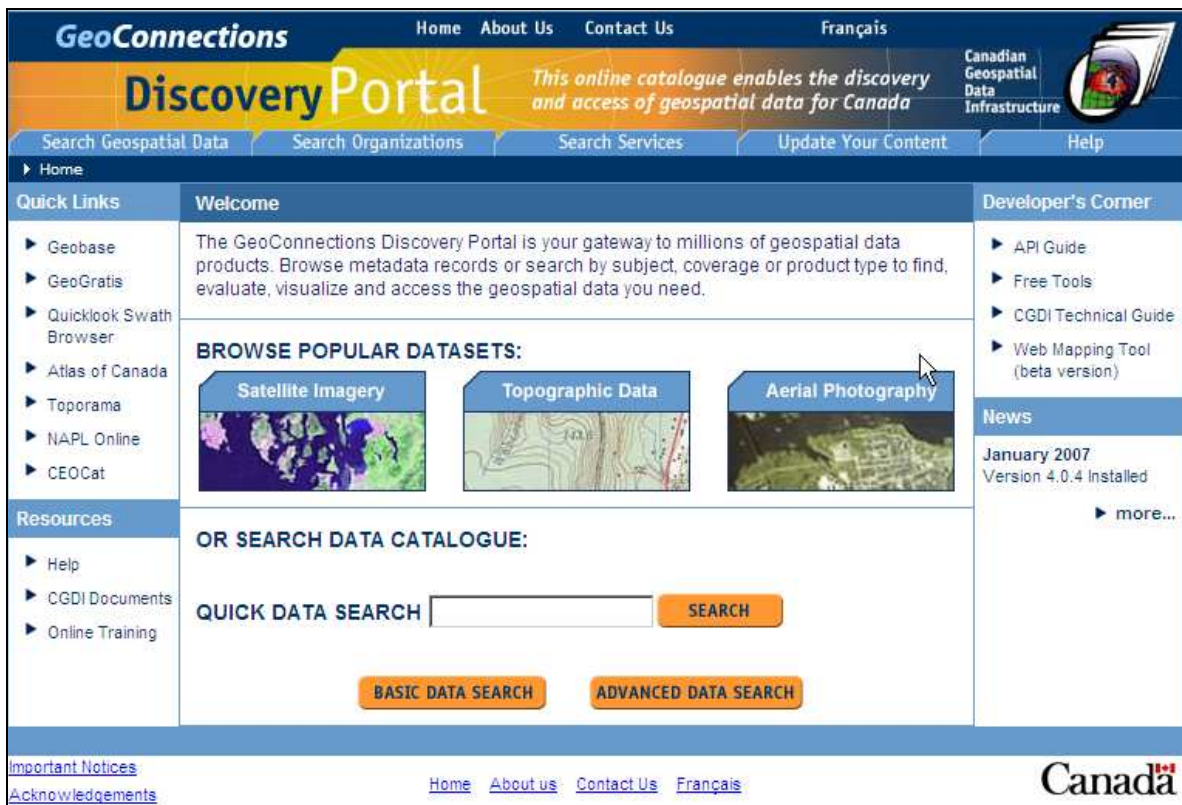 GeoConnections
Home About Us Contact Us Français
Discovery Portal
This online catalogue enables the discovery
and access of geospatial data for Canada
Canadian
Geospatial
Data
Infrastructure
Search Geospatial Data Search Organizations Search Services Update Your Content Help
Home
Quick Links
Geobase
GeoGratis
Quicklook Swath
Browser
Atlas of Canada
Toporama
NAPL Online
CEOCat
Resources
Help
CGDI Documents
Online Training
Welcome
The GeoConnections Discovery Portal is your gateway to millions of geospatial data
products. Browse metadata records or search by subject, coverage or product type to find,
evaluate, visualize and access the geospatial data you need.
BROWSE POPULAR DATASETS:
Satellite Imagery Topographic Data Aerial Photography
OR SEARCH DATA CATALOGUE:
QUICK DATA SEARCH SEARCH
BASIC DATA SEARCH ADVANCED DATA SEARCH
Developer's Corner
API Guide
Free Tools
CGDI Technical Guide
Web Mapping Tool
(beta version)
News
January 2007
Version 4.0.4 Installed
more...
Important Notices
Acknowledgements
Home About us Contact Us Français
Canada